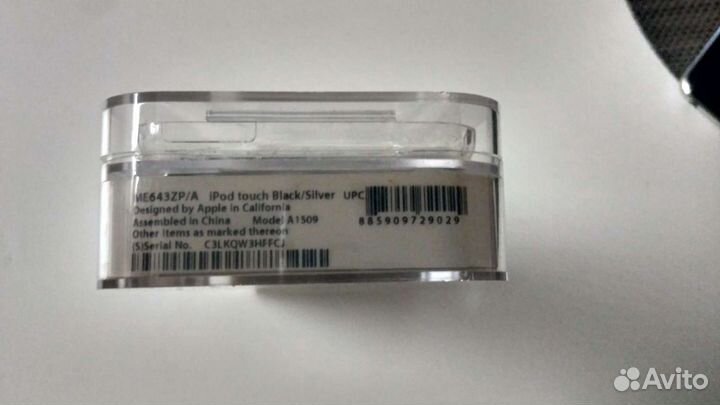 ME643ZP/A iPod touch Black/Silver UPC
Designed by Apple in California
Assembled in China Model A1509
885909729029
Other items as marked thereon
(S)Serial No. C3LKQW3HFFCJ
Avito